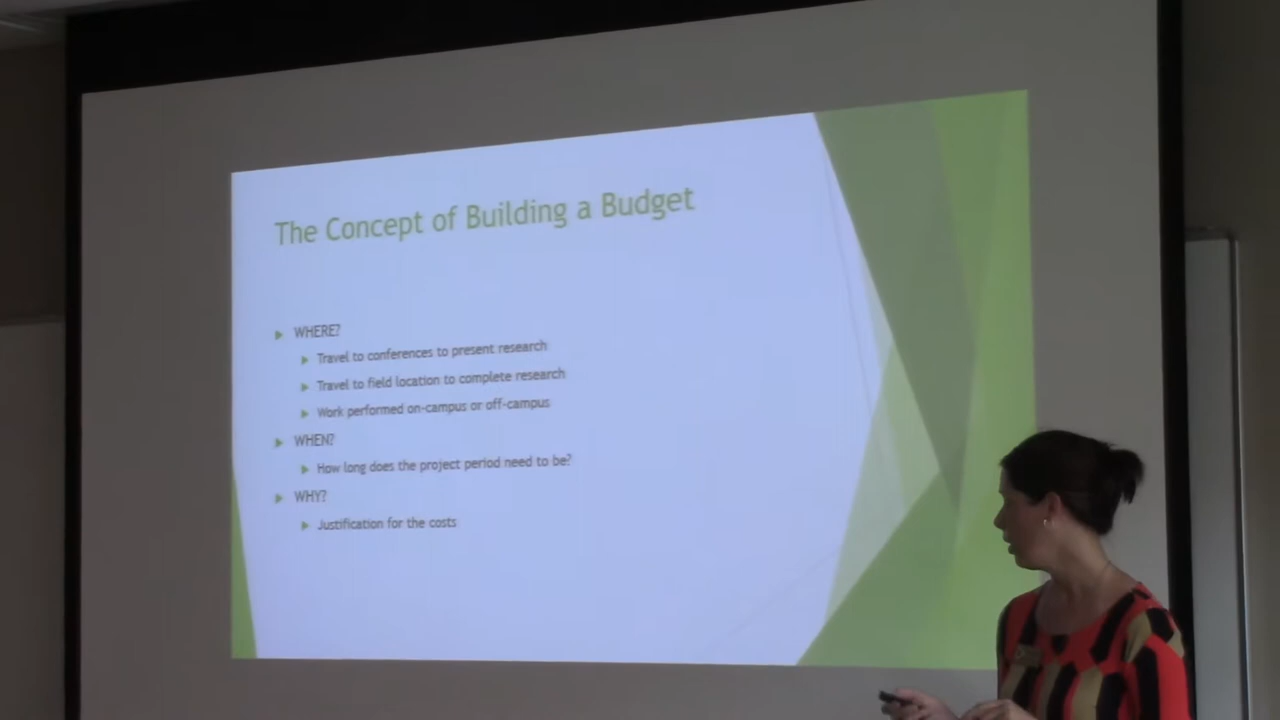 The Concept of Building a Budget
WHERE?
Travel to conferences to present research
Travel to field location to complete research
Work performed on-campus or off-campus
WHEN?
How long does the project period need to be?
WHY?
Justification for the costs